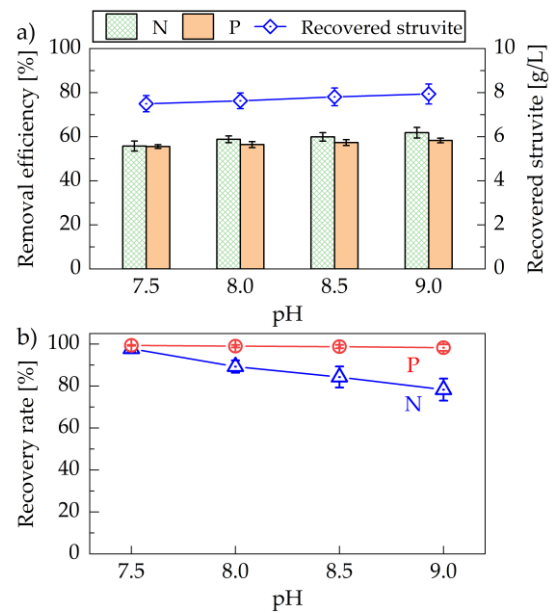 a)
N P Recovered struvite
Removal efficiency [%]
100
80
60
40
20
0
Recovered struvite [g/L]
10
8
6
4
2
0
7.5 8.0 8.5 9.0
pH
b)
Recovery rate [%]
100
80
60
40
20
0
P
N
7.5 8.0 8.5 9.0
pH